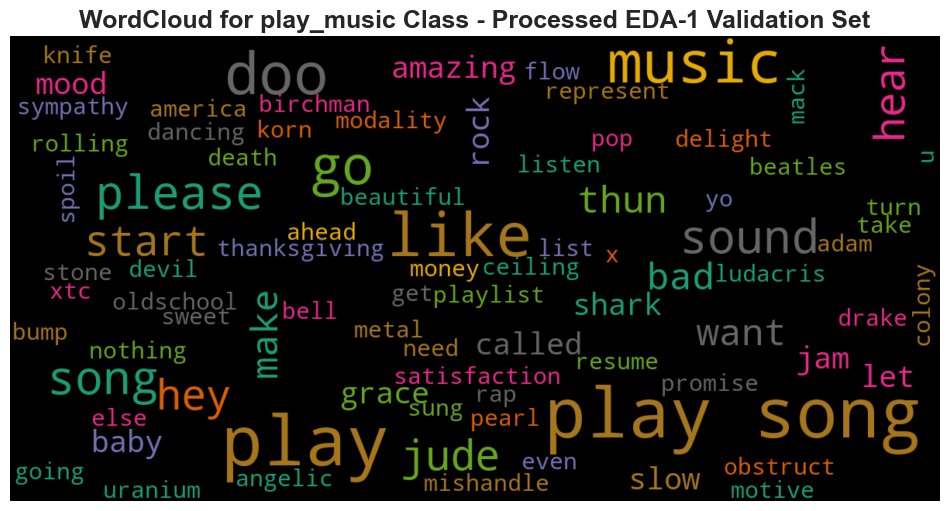 WordCloud for play_music Class - Processed EDA-1 Validation Set
knife
mood
doo
amazing
flow
music
hear
sympathy
america
birchman
represent
mack
rolling
dancing
korn
modality
rock
pop
delight
death
go
listen
beatles
u
spoil
please
beautiful
thun
yo
turn
take
start
ahead
thanksgiving
like
list
x
sound
adam
stone
devil
money
ceiling
bad
ludacris
xtc
oldschool
sweet
bell
get
playlist
shark
colony
bump
make
metal
called
want
drake
nothing
need
resume
jam
song
hey
satisfaction
grace
rap
promise
let
else
sung
pearl
play song
baby
play
jude
even
obstruct
going
uranium
angelic
mishandle
slow
motive